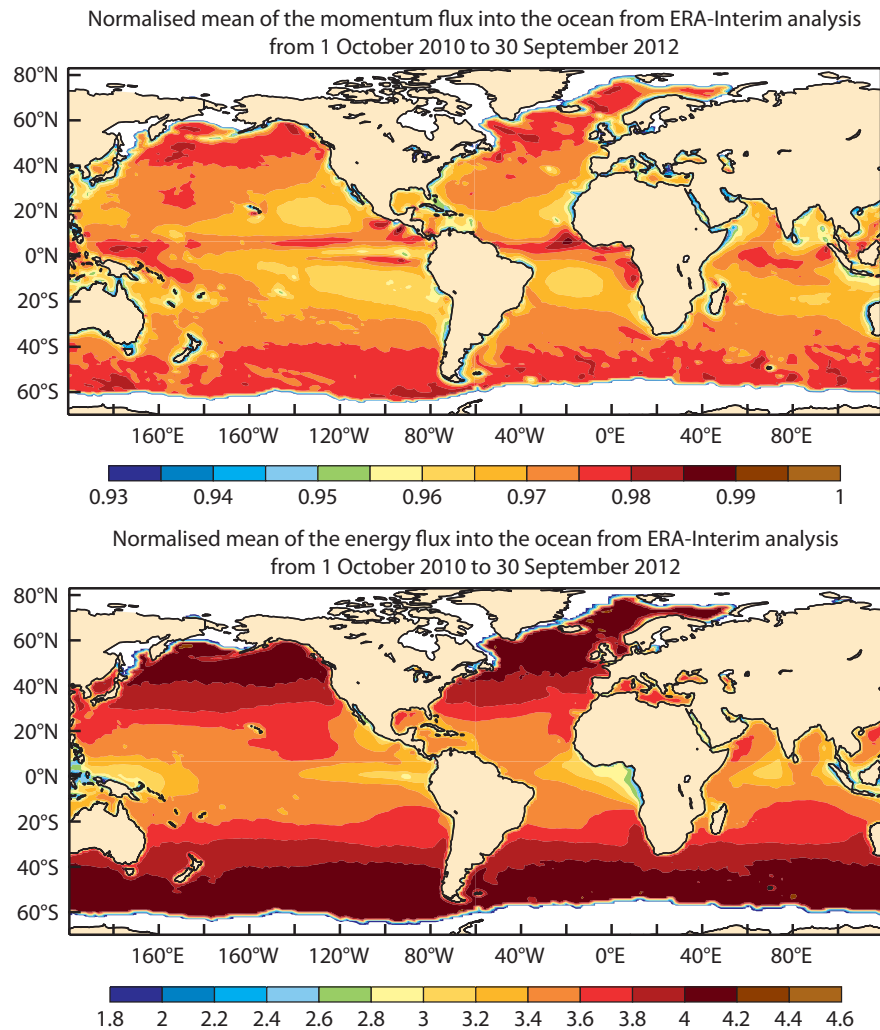 Normalised mean of the momentum flux into the ocean from ERA-Interim analysis
from 1 October 2010 to 30 September 2012
80°N
60°N
40°N
20°N
0°N
20°S
40°S
60°S
160°E 160°W 120°W 80°W 40°W 0°E 40°E 80°E
0.93 0.94 0.95 0.96 0.97 0.98 0.99 1
Normalised mean of the energy flux into the ocean from ERA-Interim analysis
from 1 October 2010 to 30 September 2012
80°N
60°N
40°N
20°N
0°N
20°S
40°S
60°S
160°E 160°W 120°W 80°W 40°W 0°E 40°E 80°E
1.8 2 2.2 2.4 2.6 2.8 3 3.2 3.4 3.6 3.8 4 4.2 4.4 4.6